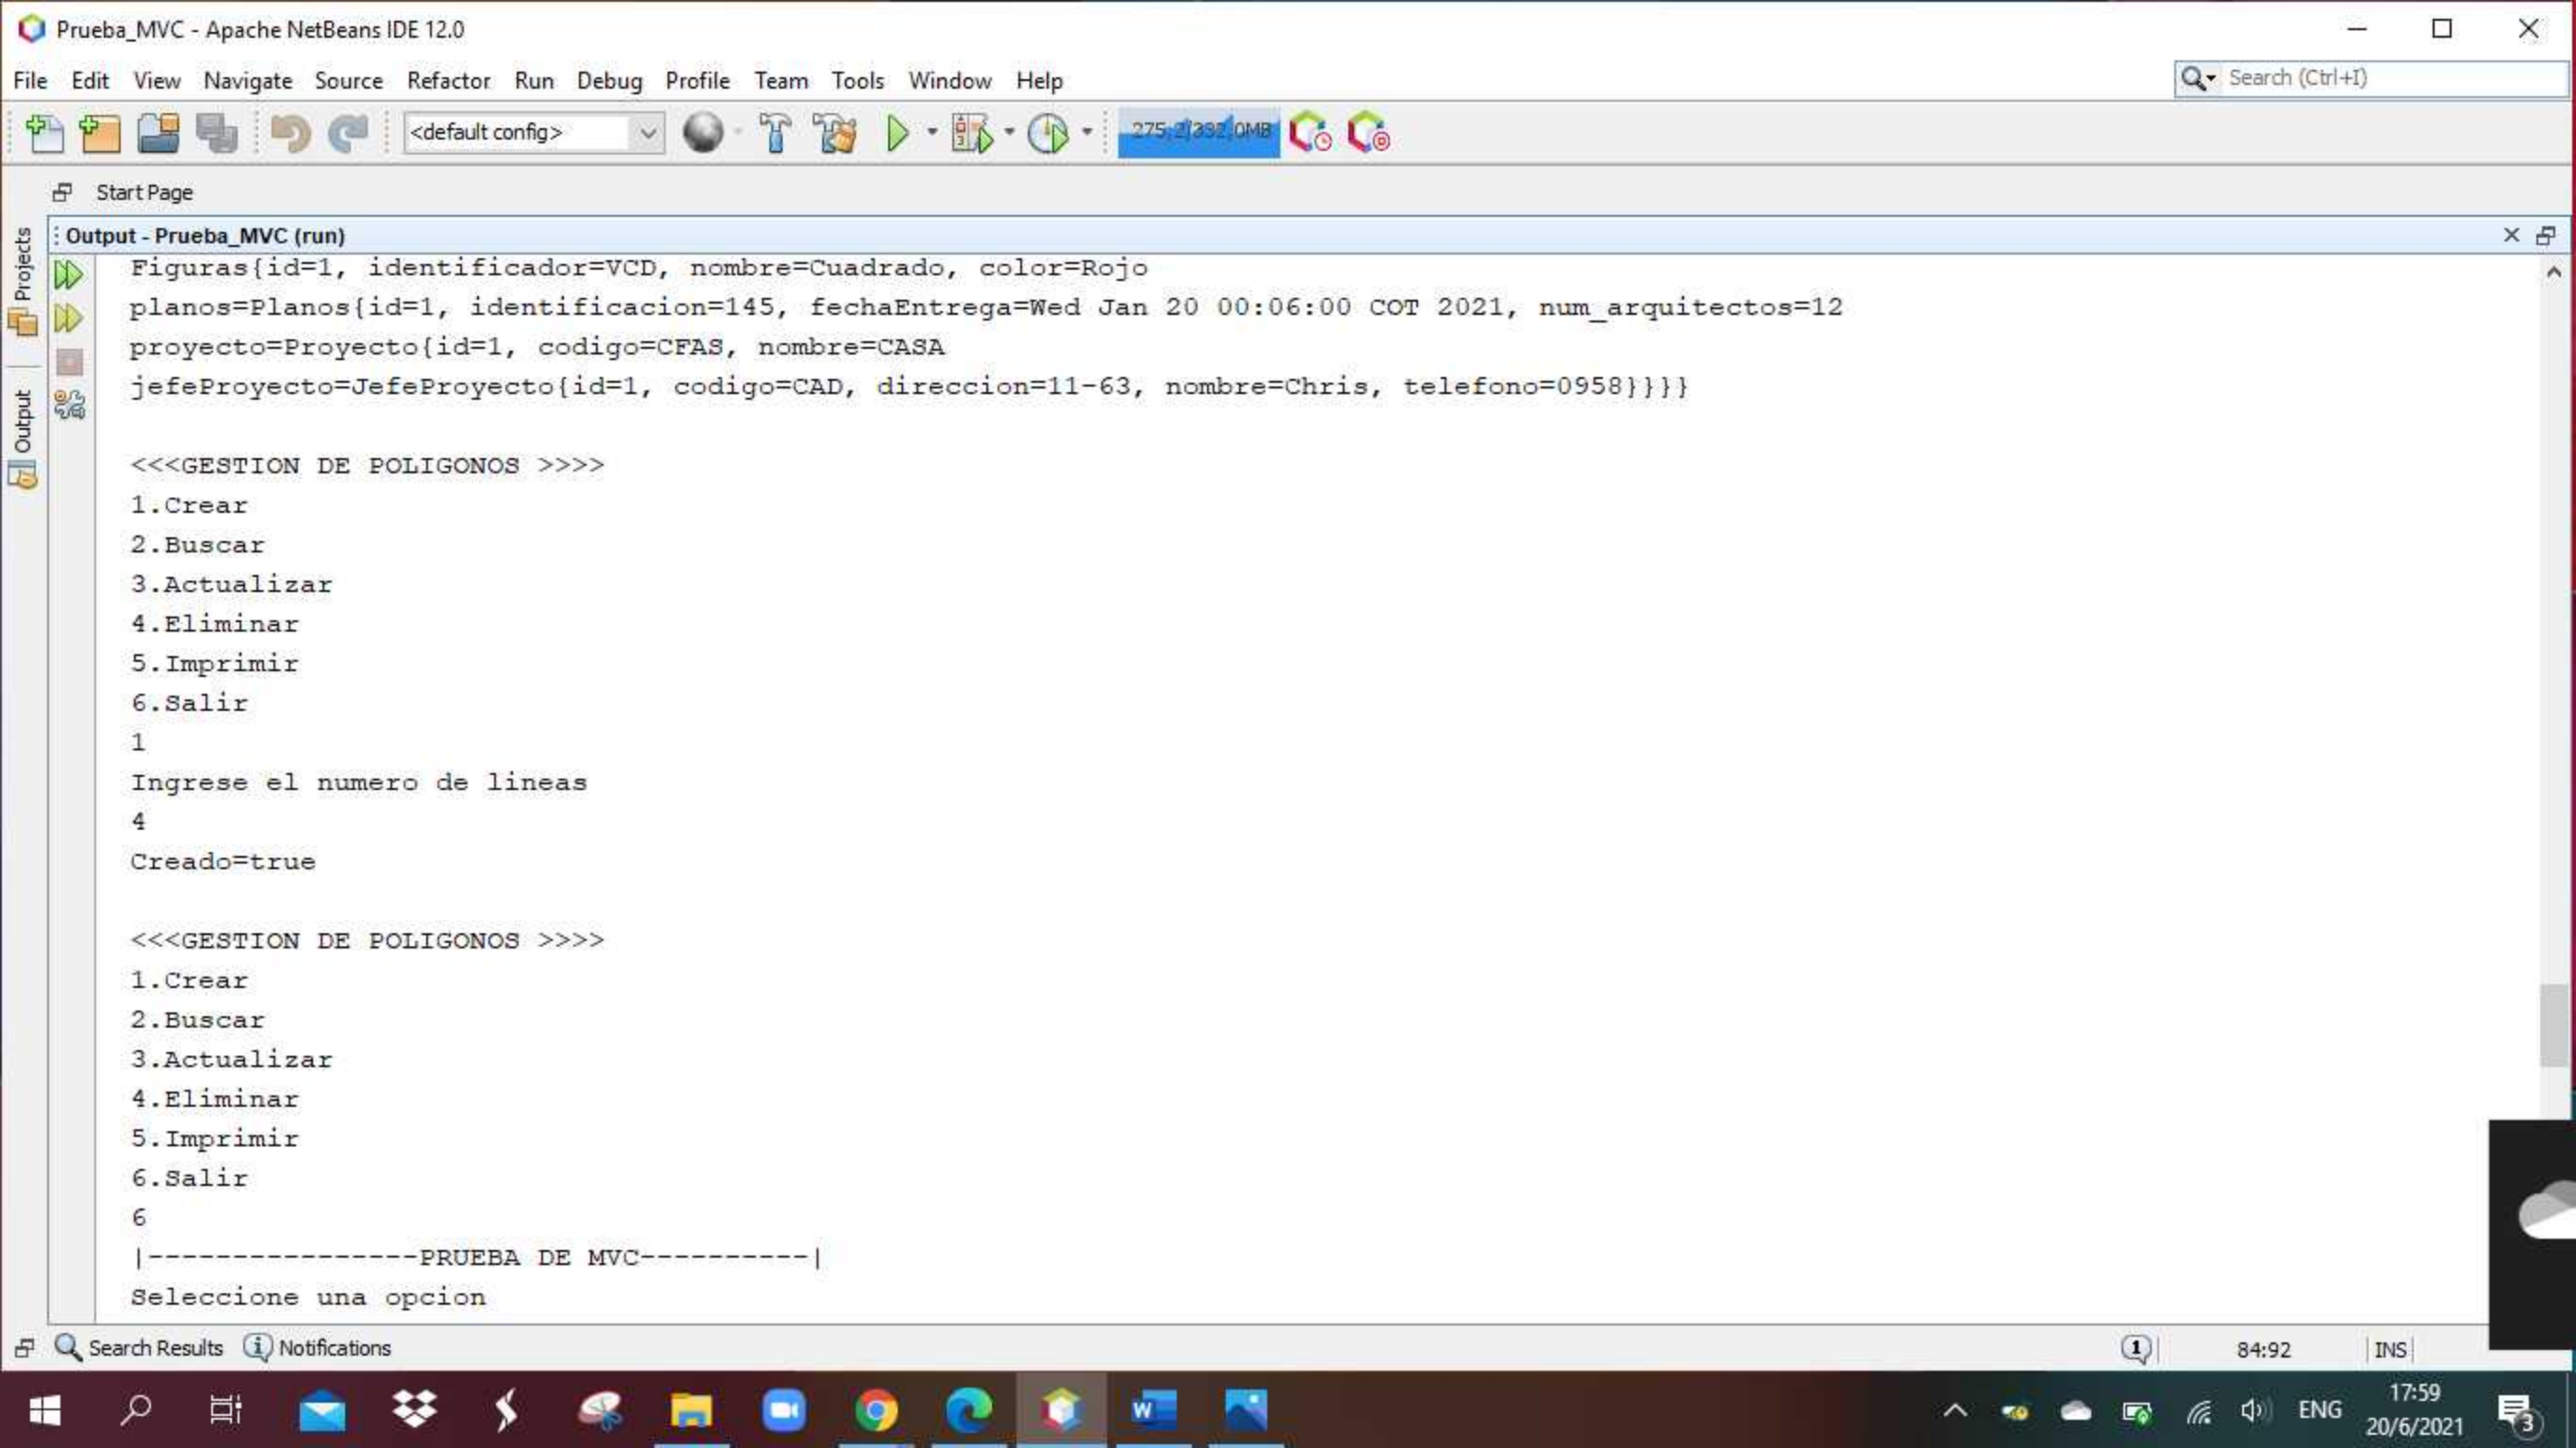 Prueba_MVC - Apache NetBeans IDE 12.0
File Edit View Navigate Source Refactor Run Debug Profile Team Tools Window Help
Search (Ctrl+I)
<default config>
275,2/332,0MB
Start Page
Projects
Output
Output - Prueba_MVC (run)
Figuras{id=1, identificador=VCD, nombre=Cuadrado, color=Rojo
planos=Planos{id=1, identificacion=145, fechaEntrega=Wed Jan 20 00:06:00 COT 2021, num_arquitectos=12
proyecto=Proyecto{id=1, codigo=CFAS, nombre=CASA
jefeProyecto=JefeProyecto{id=1, codigo=CAD, direccion=11-63, nombre=Chris, telefono=0958}}}}
<<<GESTION DE POLIGONOS >>>>
1.Crear
2.Buscar
3.Actualizar
4.Eliminar
5.Imprimir
6.Salir
1
Ingrese el numero de lineas
4
Creado=true
<<<GESTION DE POLIGONOS >>>>
1.Crear
2.Buscar
3.Actualizar
4.Eliminar
5.Imprimir
6.Salir
6
|----------------PRUEBA DE MVC----------|
Seleccione una opcion
Search Results Notifications
1 84:92 INS
ENG
17:59
20/6/2021
3